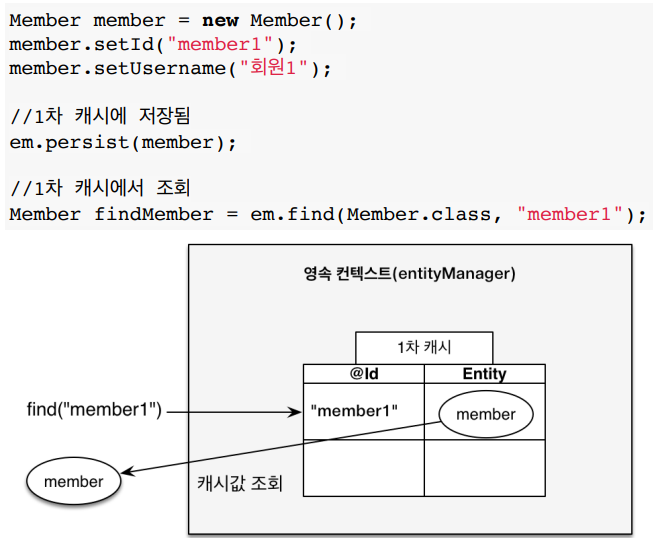 Member member = new Member();
member.setId("member1");
member.setUsername("회원1");
//1차 캐시에 저장됨
em.persist(member);
//1차 캐시에서 조회
Member findMember = em.find(Member.class, "member1");
영속 컨텍스트(entityManager)
1차 캐시
@Id Entity
find("member1") "member1" member
member
캐시값 조회